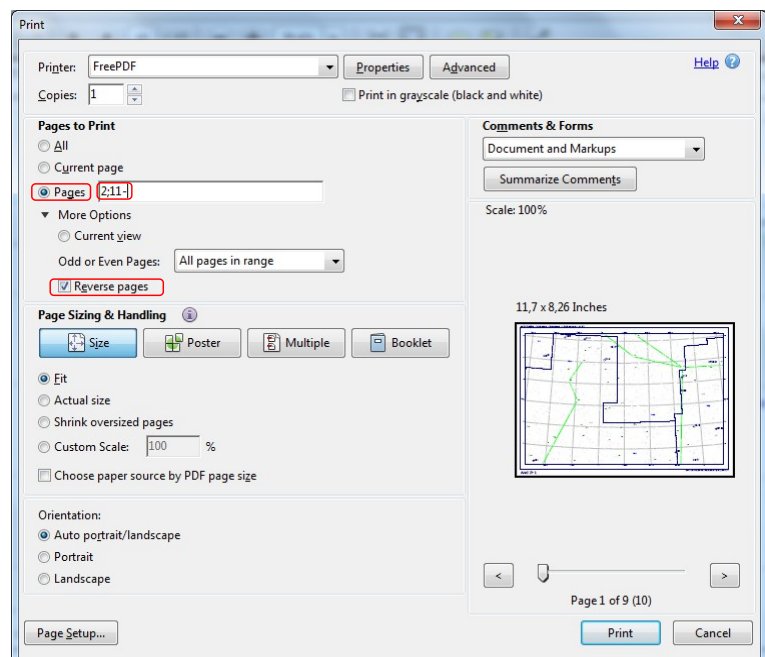 Print
Printer: FreePDF Properties Advanced Help
Copies: 1 Print in grayscale (black and white)
Pages to Print
All
Current page
Pages 2;11-
More Options
Current view
Odd or Even Pages: All pages in range
Reverse pages
Page Sizing & Handling
Size Poster Multiple Booklet
Fit
Actual size
Shrink oversized pages
Custom Scale: 100 %
Choose paper source by PDF page size
Orientation:
Auto portrait/landscape
Portrait
Landscape
Comments & Forms
Document and Markups
Summarize Comments
Scale: 100%
11,7 x 8,26 Inches
< >
Page 1 of 9 (10)
Page Setup... Print Cancel